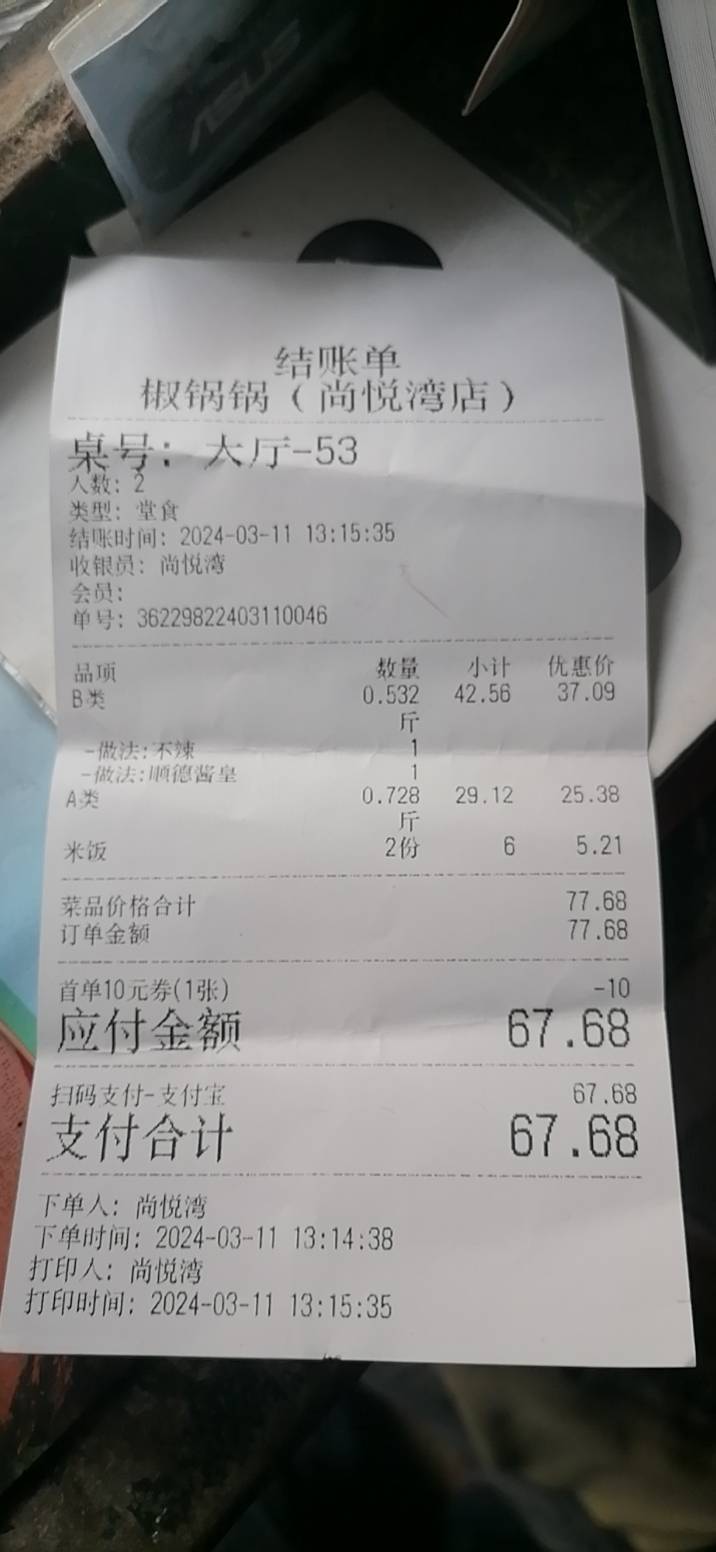 ASUS
结账单
椒锅锅（尚悦湾店）
桌号：大厅-53
人数：2
类型：堂食
结账时间：2024-03-11 13:15:35
收银员：尚悦湾
会员：
单号：36229822403110046
品项 数量 小计 优惠价
B类 0.532 42.56 37.09
斤
-做法:不辣 1
-做法:顺德酱皇 1
A类 0.728 29.12 25.38
斤
米饭 2份 6 5.21
菜品价格合计 77.68
订单金额 77.68
首单10元券(1张) -10
应付金额 67.68
扫码支付-支付宝 67.68
支付合计 67.68
下单人：尚悦湾
下单时间：2024-03-11 13:14:38
打印人：尚悦湾
打印时间：2024-03-11 13:15:35